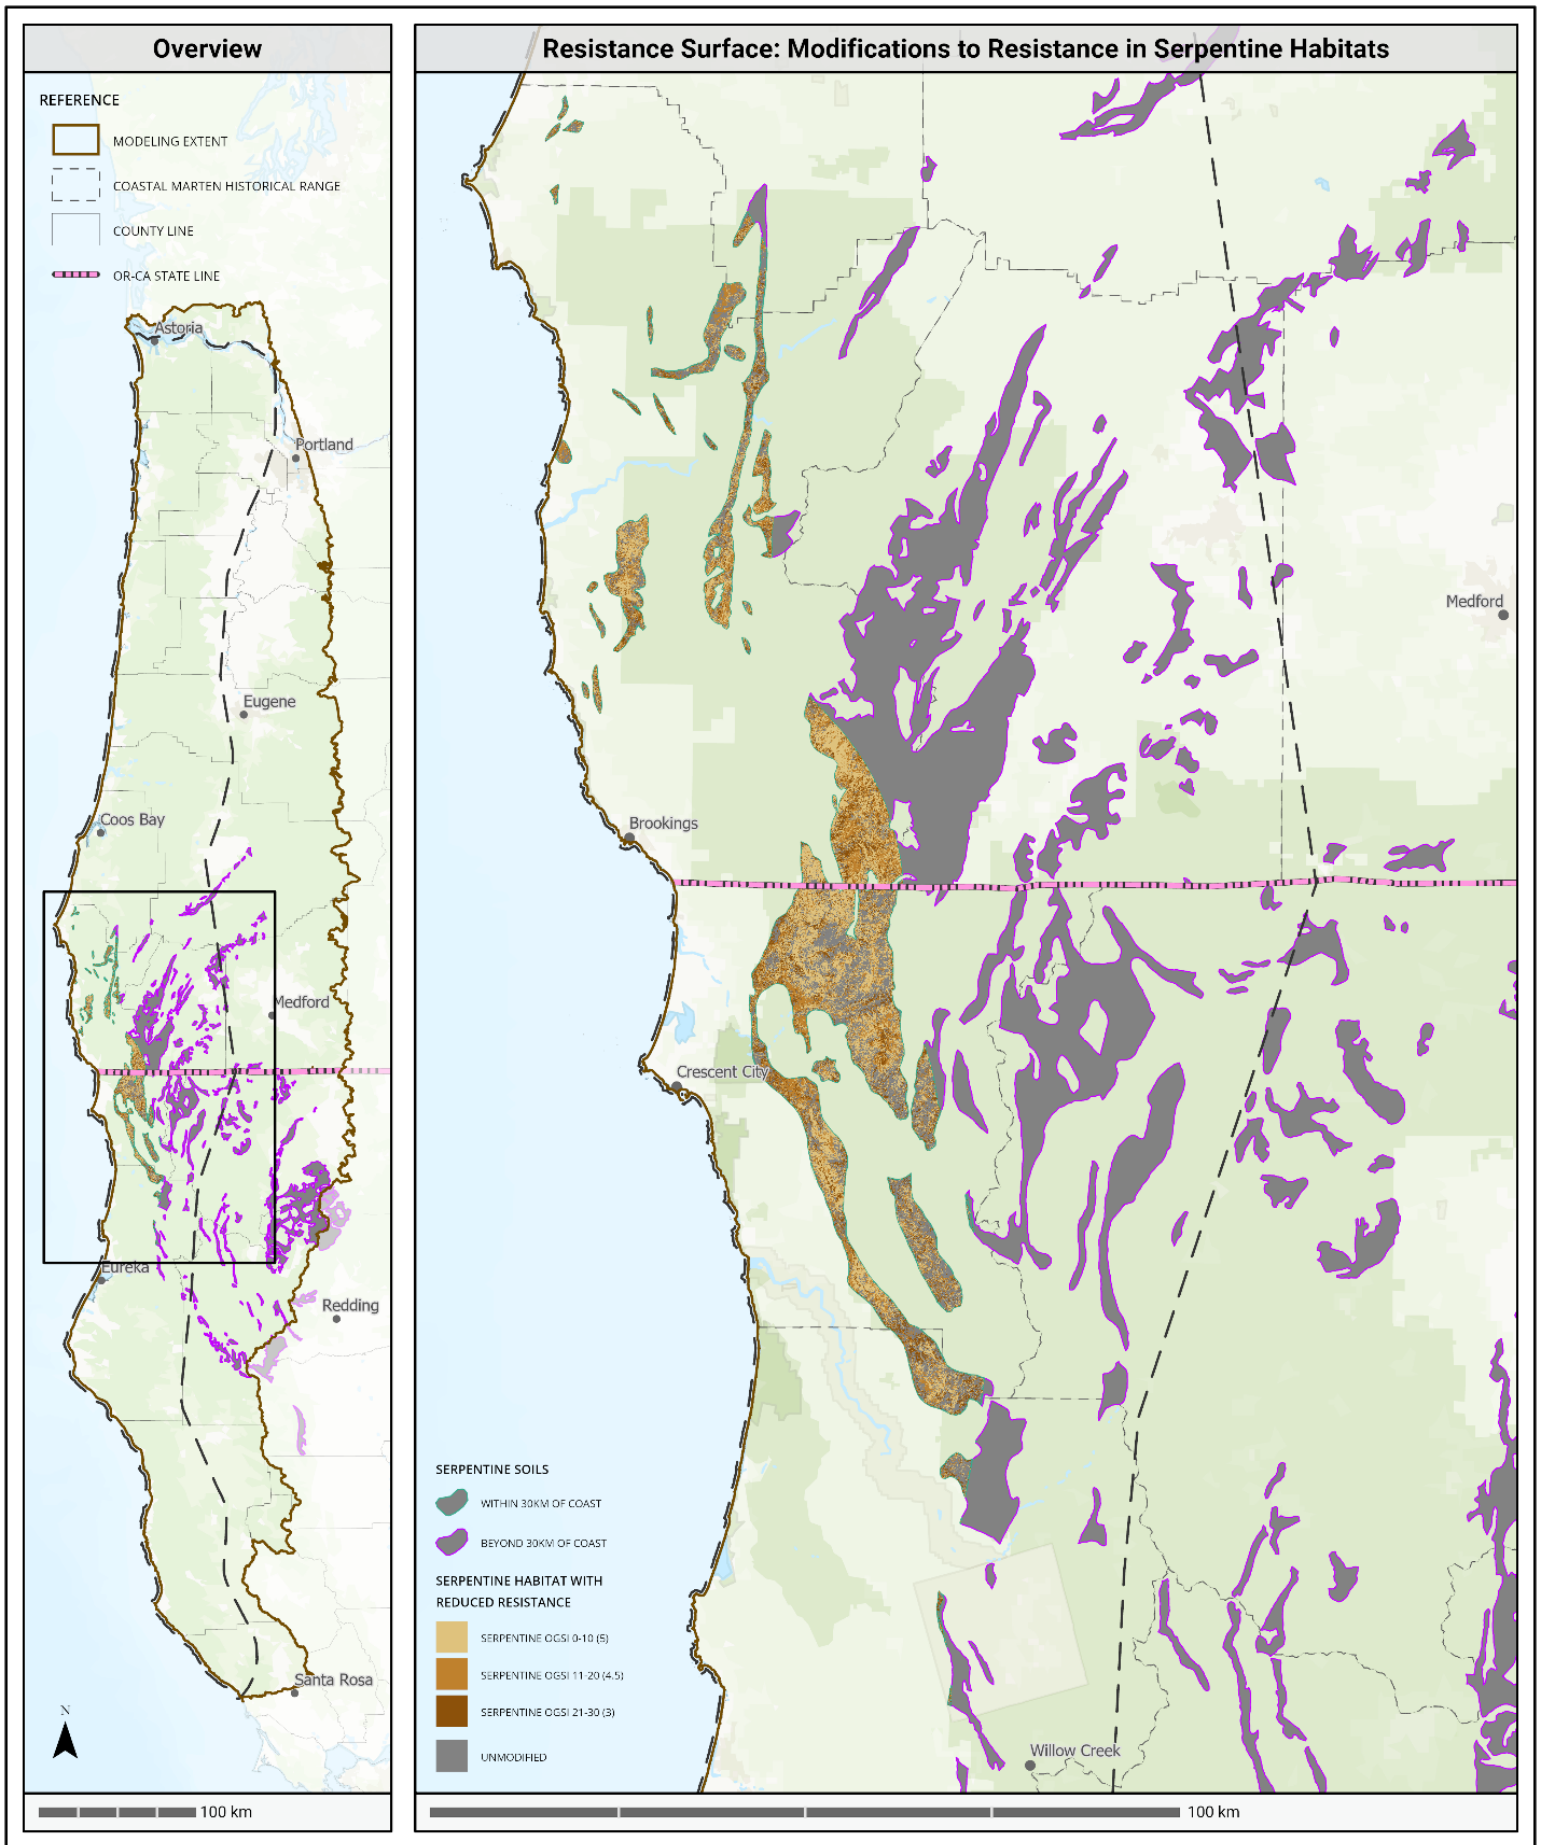 Overview
REFERENCE
MODELING EXTENT
COASTAL MARTEN HISTORICAL RANGE
COUNTY LINE
OR-CA STATE LINE
Astoria
Portland
Eugene
Coos Bay
Medford
Eureka
Redding
Santa Rosa
N
100 km
Resistance Surface: Modifications to Resistance in Serpentine Habitats
Medford
Brookings
Crescent City
Willow Creek
SERPENTINE SOILS
WITHIN 30KM OF COAST
BEYOND 30KM OF COAST
SERPENTINE HABITAT WITH
REDUCED RESISTANCE
SERPENTINE OGSI 0-10 (5)
SERPENTINE OGSI 11-20 (4.5)
SERPENTINE OGSI 21-30 (3)
UNMODIFIED
100 km